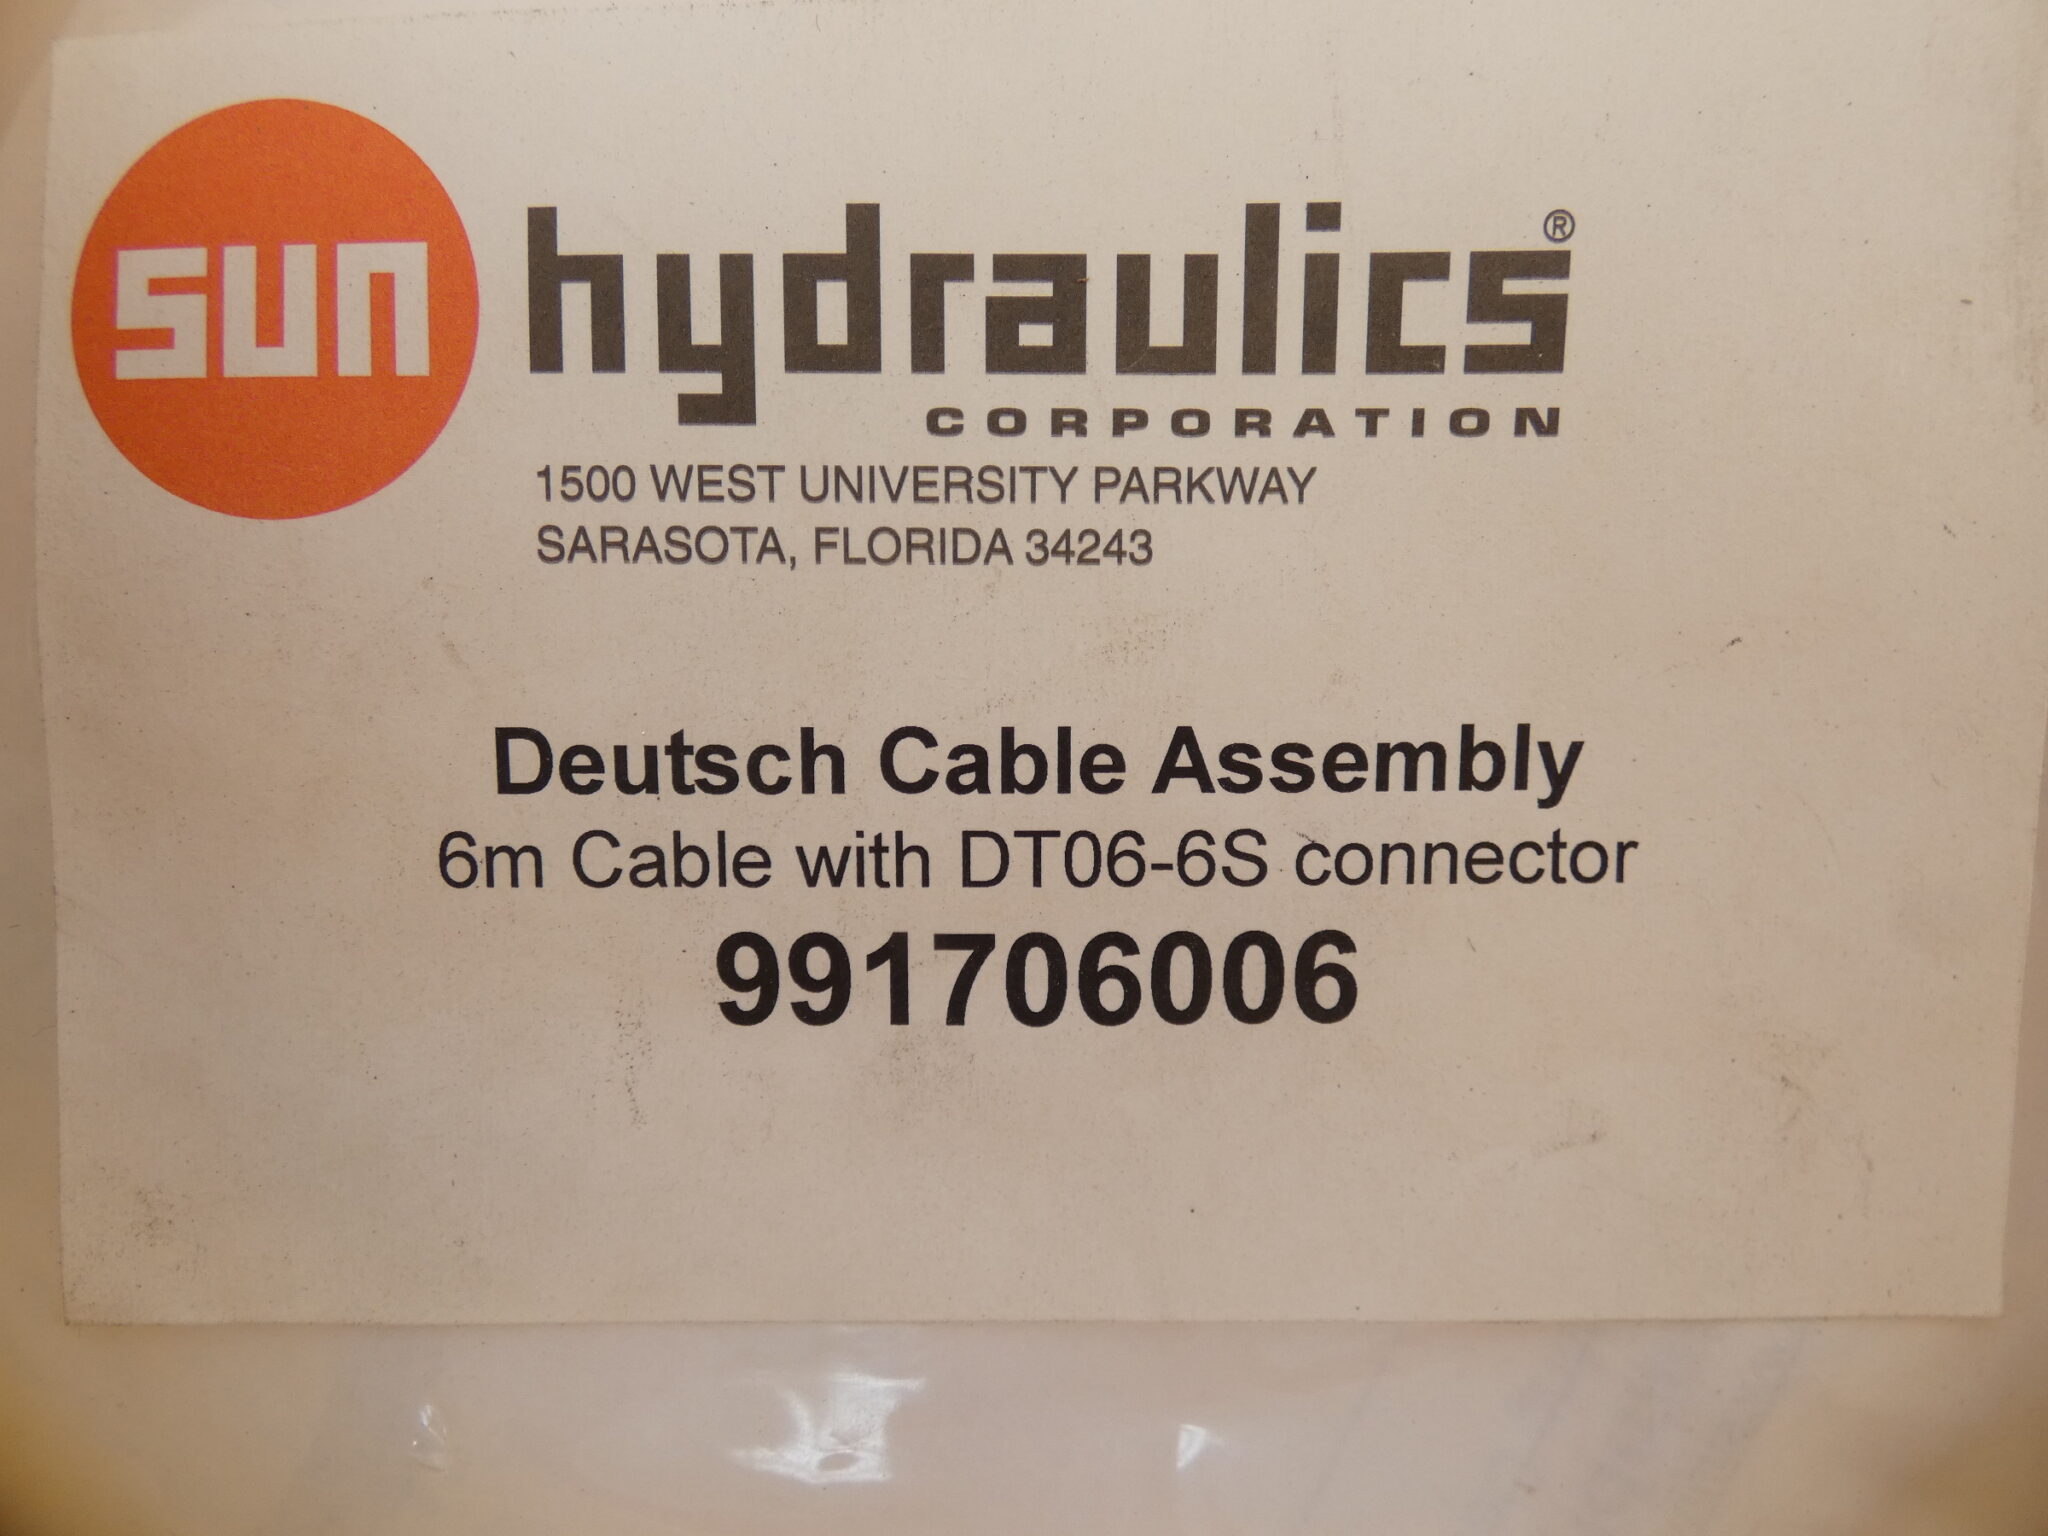 sun hydraulics®
CORPORATION
1500 WEST UNIVERSITY PARKWAY
SARASOTA, FLORIDA 34243
Deutsch Cable Assembly
6m Cable with DT06-6S connector
991706006